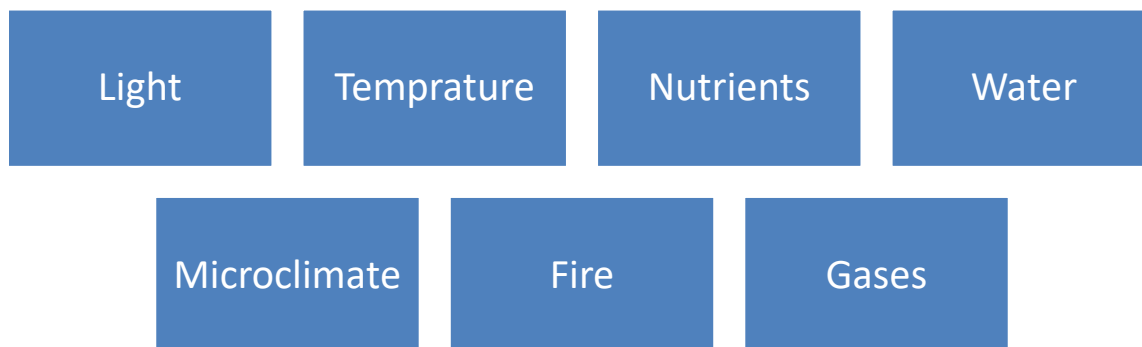 Light
Temprature
Nutrients
Water
Microclimate
Fire
Gases